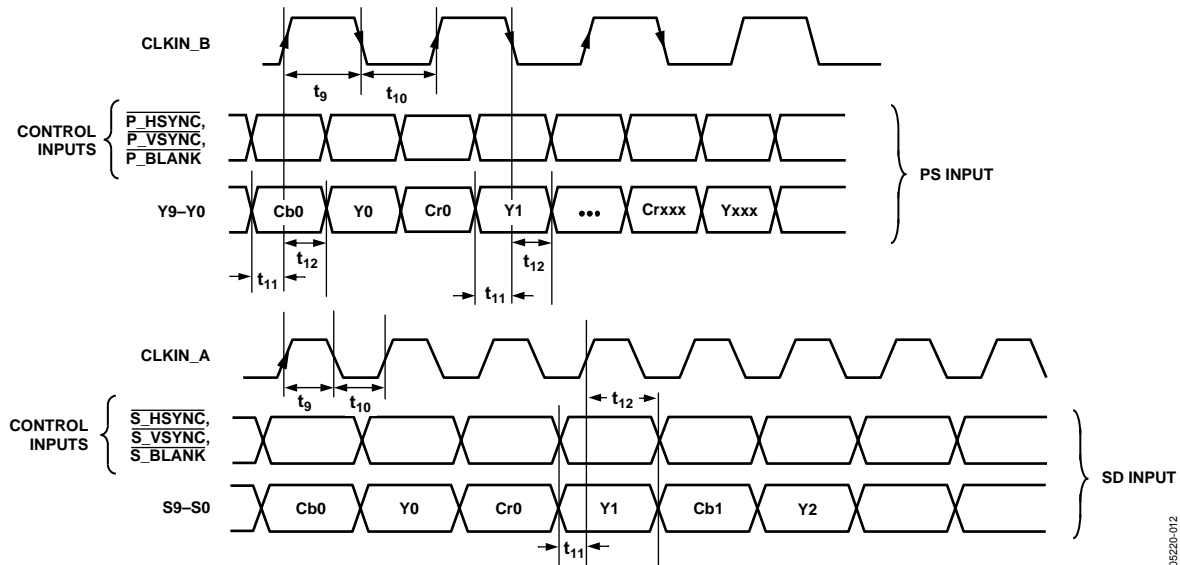 CLKIN_B
t9
t10
CONTROL
INPUTS
P_HSYNC,
P_VSYNC,
P_BLANK
PS INPUT
Y9–Y0
Cb0
Y0
Cr0
Y1
•••
Crxxx
Yxxx
t12
t12
t11
t11
CLKIN_A
t9
t10
t12
CONTROL
INPUTS
S_HSYNC,
S_VSYNC,
S_BLANK
SD INPUT
S9–S0
Cb0
Y0
Cr0
Y1
Cb1
Y2
t11
05220-012